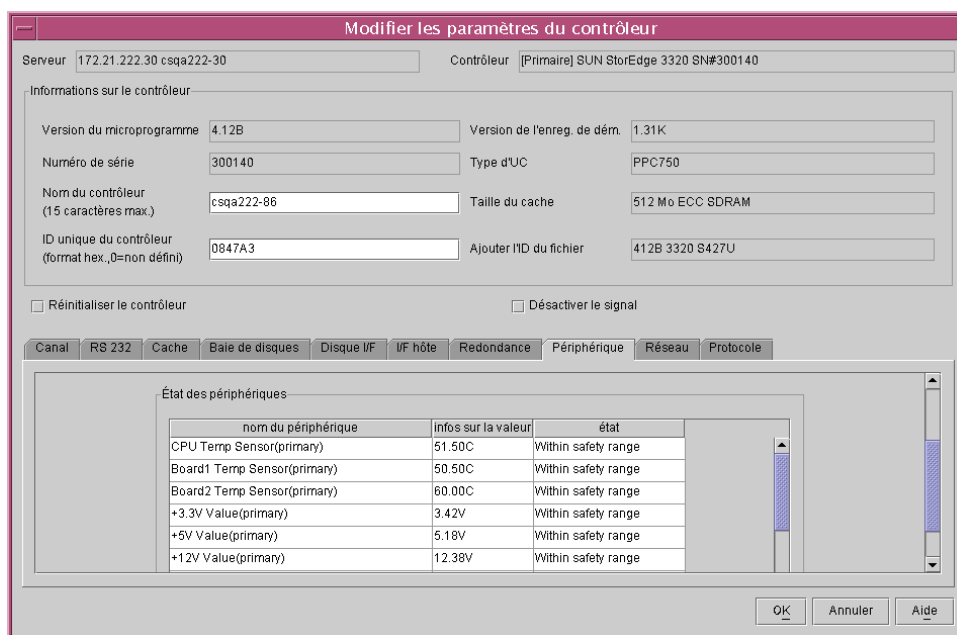 Modifier les paramètres du contrôleur
Serveur 172.21.222.30 csqa222-30 Contrôleur [Primaire] SUN StorEdge 3320 SN#300140
Informations sur le contrôleur
Version du microprogramme 4.12B Version de l'enreg. de dém. 1.31K
Numéro de série 300140 Type d'UC PPC750
Nom du contrôleur
(15 caractères max.) csqa222-86 Taille du cache 512 Mo ECC SDRAM
ID unique du contrôleur
(format hex.,0=non défini) 0847A3 Ajouter l'ID du fichier 412B 3320 S427U
Réinitialiser le contrôleur Désactiver le signal
Canal RS 232 Cache Baie de disques Disque I/F I/F hôte Redondance Périphérique Réseau Protocole
État des périphériques
nom du périphérique infos sur la valeur état
CPU Temp Sensor(primary) 51.50C Within safety range
Board1 Temp Sensor(primary) 50.50C Within safety range
Board2 Temp Sensor(primary) 60.00C Within safety range
+3.3V Value(primary) 3.42V Within safety range
+5V Value(primary) 5.18V Within safety range
+12V Value(primary) 12.38V Within safety range
OK Annuler Aide